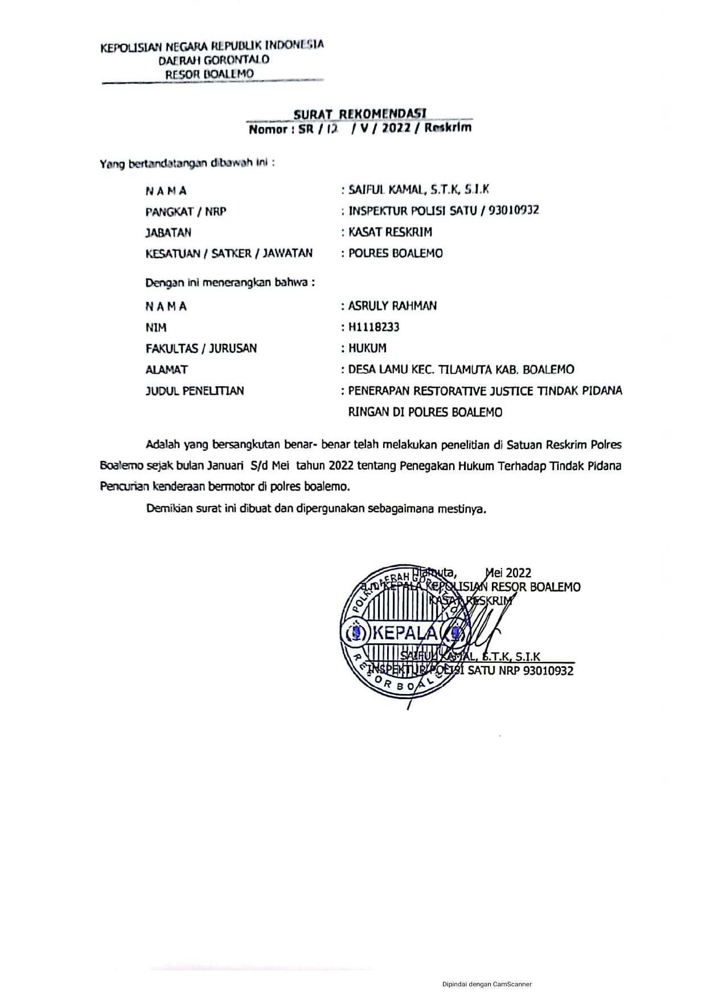 KEPOLISIAN NEGARA REPUBLIK INDONESIA
DAERAH GORONTALO
RESOR BOALEMO
SURAT REKOMENDASI
Nomor : SR / 12 / V / 2022 / Reskrim
Yang bertandatangan dibawah ini :
N A M A : SAIFUL KAMAL, S.T.K, S.I.K
PANGKAT / NRP : INSPEKTUR POLISI SATU / 93010932
JABATAN : KASAT RESKRIM
KESATUAN / SATKER / JAWATAN : POLRES BOALEMO
Dengan ini menerangkan bahwa :
N A M A : ASRULY RAHMAN
NIM : H1118233
FAKULTAS / JURUSAN : HUKUM
ALAMAT : DESA LAMU KEC. TILAMUTA KAB. BOALEMO
JUDUL PENELITIAN : PENERAPAN RESTORATIVE JUSTICE TINDAK PIDANA
RINGAN DI POLRES BOALEMO
Adalah yang bersangkutan benar- benar telah melakukan penelitian di Satuan Reskrim Polres
Boalemo sejak bulan Januari S/d Mei tahun 2022 tentang Penegakan Hukum Terhadap Tindak Pidana
Pencurian kenderaan bermotor di polres boalemo.
Demikian surat ini dibuat dan dipergunakan sebagaimana mestinya.
Tilamuta, Mei 2022
a.n KEPALA KEPOLISIAN RESOR BOALEMO
KASAT RESKRIM
POLRI DAERAH GORONTALO
KEPALA
RESOR BOALEMO
SAIFUL KAMAL, S.T.K, S.I.K
INSPEKTUR POLISI SATU NRP 93010932
Dipindai dengan CamScanner